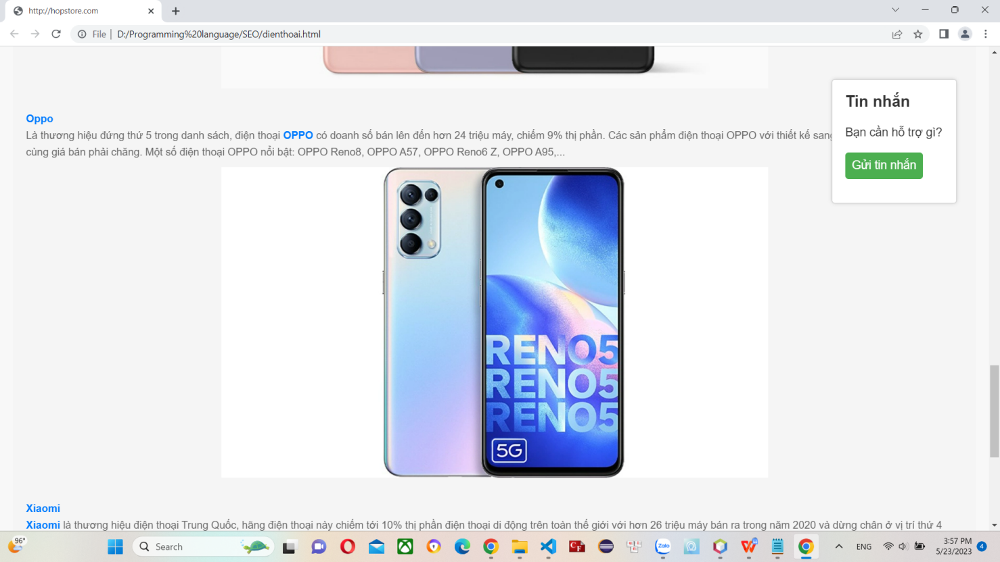 http://hopstore.com
File | D:/Programming%20language/SEO/dienthoai.html
Tin nhắn
Bạn cần hỗ trợ gì?
Gửi tin nhắn
Oppo
Là thương hiệu đứng thứ 5 trong danh sách, điện thoại OPPO có doanh số bán lên đến hơn 24 triệu máy, chiếm 9% thị phần. Các sản phẩm điện thoại OPPO với thiết kế
cùng giá bán phải chăng. Một số điện thoại OPPO nổi bật: OPPO Reno8, OPPO A57, OPPO Reno6 Z, OPPO A95,...
RENO5
RENO5
RENO5
5G
Xiaomi
Xiaomi là thương hiệu điện thoại Trung Quốc, hãng điện thoại này chiếm tới 10% thị phần điện thoại di động trên toàn thế giới với hơn 26 triệu máy bán ra trong năm 2020 và dừng chân ở vị trí thứ 4
96°
Search
CF
Zalo
ENG
3:57 PM
5/23/2023
4